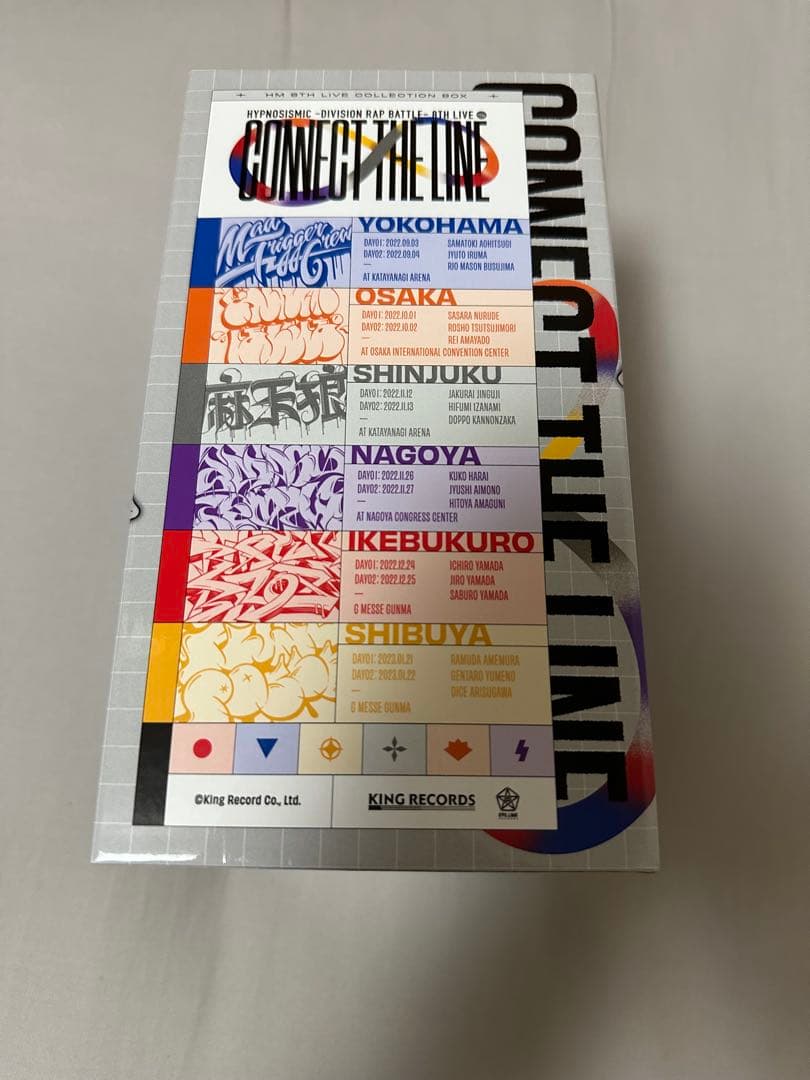 HM 8TH LIVE COLLECTION BOX
HYPNOSISMIC -DIVISION RAP BATTLE- 8TH LIVE
CONNECT THE LINE
Mad Trigger Crew
YOKOHAMA
DAY01: 2022.09.03
DAY02: 2022.09.04
—
AT KATAYANAGI ARENA
SAMATOKI AOHITSUGI
JYUTO IRUMA
RIO MASON BUSUJIMA
OSAKA
DAY01: 2022.10.01
DAY02: 2022.10.02
—
AT OSAKA INTERNATIONAL CONVENTION CENTER
SASARA NURUDE
ROSHO TSUTSUJIMORI
REI AMAYADO
麻天狼
SHINJUKU
DAY01: 2022.11.12
DAY02: 2022.11.13
—
AT KATAYANAGI ARENA
JAKURAI JINGUJI
HIFUMI IZANAMI
DOPPO KANNONZAKA
NAGOYA
DAY01: 2022.11.26
DAY02: 2022.11.27
—
AT NAGOYA CONGRESS CENTER
KUKO HARAI
JYUSHI AIMONO
HITOYA AMAGUNI
IKEBUKURO
DAY01: 2022.12.24
DAY02: 2022.12.25
—
G MESSE GUNMA
ICHIRO YAMADA
JIRO YAMADA
SABURO YAMADA
SHIBUYA
DAY01: 2023.01.21
DAY02: 2023.01.22
—
G MESSE GUNMA
RAMUDA AMEMURA
GENTARO YUMENO
DICE ARISUGAWA
©King Record Co., Ltd.
KING RECORDS
EVIL LINE
CONNECT THE LINE